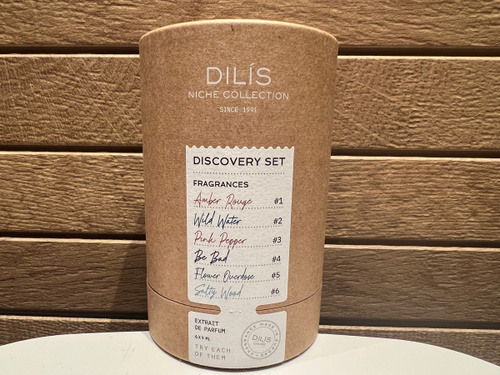 DILÍS
NICHE COLLECTION
SINCE 1991
DISCOVERY SET
FRAGRANCES
Amber Rouge #1
Wild Water #2
Pink Pepper #3
Be Bad #4
Flower Overdose #5
Salty Wood #6
EXTRAIT
DE PARFUM
TRY EACH
OF THEM
DILÍS